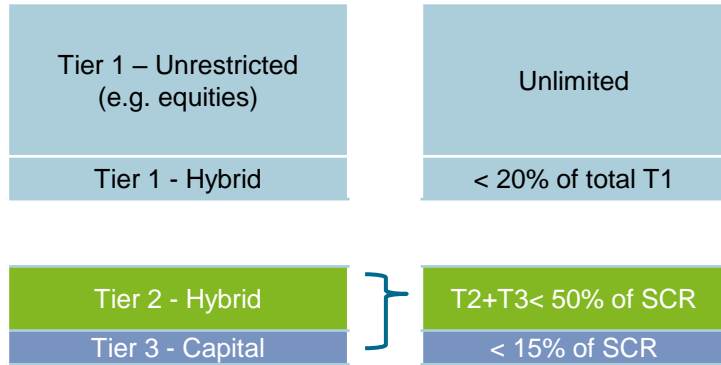 Tier 1 – Unrestricted
(e.g. equities)
Unlimited
Tier 1 - Hybrid
< 20% of total T1
Tier 2 - Hybrid
T2+T3< 50% of SCR
Tier 3 - Capital
< 15% of SCR